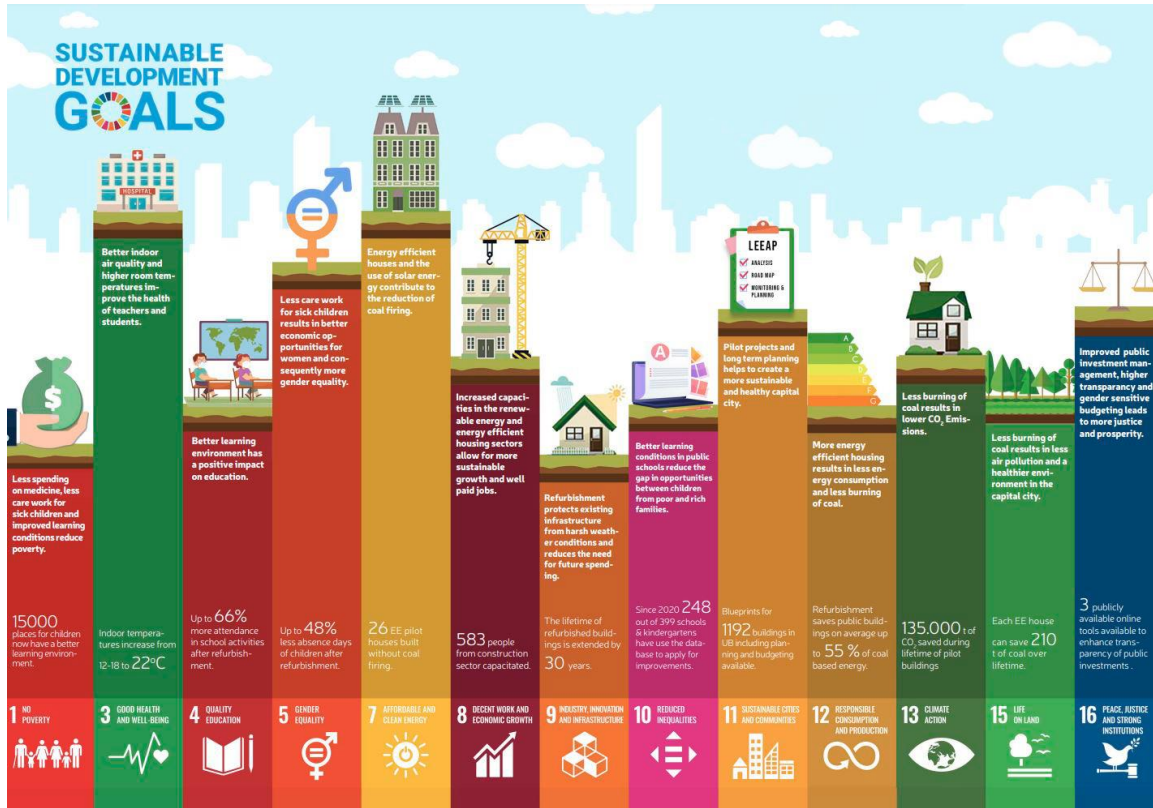 SUSTAINABLE
DEVELOPMENT
GOALS
HOSPITAL
Less spending
on medicine, less
care work for
sick children and
improved learning
conditions reduce
poverty.
15000
places for children
now have a better
learning environ-
ment.
1 NO
POVERTY
Better indoor
air quality and
higher room tem-
peratures im-
prove the health
of teachers and
students.
Indoor tempera-
tures increase from
12-18 to 22ºC
3 GOOD HEALTH
AND WELL-BEING
Better learning
environment has
a positive impact
on education.
Up to 66%
more attendance
in school activities
after refurbish-
ment.
4 QUALITY
EDUCATION
Less care work
for sick children
results in better
economic op-
portunities for
women and con-
sequently more
gender equality.
Up to 48%
less absence days
of children after
refurbishment.
5 GENDER
EQUALITY
Energy efficient
houses and the
use of solar ener-
gy contribute to
the reduction of
coal firing.
26 EE pilot
houses built
without coal
firing.
7 AFFORDABLE AND
CLEAN ENERGY
Increased capaci-
ties in the renew-
able energy and
energy efficient
housing sectors
allow for more
sustainable
growth and well
paid jobs.
583 people
from construction
sector capacitated.
8 DECENT WORK AND
ECONOMIC GROWTH
Refurbishment
protects existing
infrastructure
from harsh weath-
er conditions and
reduces the need
for future spend-
ing.
The lifetime of
refurbished build-
ings is extended by
30 years.
9 INDUSTRY, INNOVATION
AND INFRASTRUCTURE
A
Better learning
conditions in public
schools reduce the
gap in opportunities
between children
from poor and rich
families.
Since 2020 248
out of 399 schools
& kindergartens
have use the data-
base to apply for
improvements.
10 REDUCED
INEQUALITIES
LEEAP
ANALYSIS
ROAD MAP
MONITORING &
PLANNING
Pilot projects and
long term planning
helps to create a
more sustainable
and healthy capital
city.
Blueprints for
1192 buildings in
UB including plan-
ning and budgeting
available.
11 SUSTAINABLE CITIES
AND COMMUNITIES
A
B
C
D
E
F
G
More energy
efficient housing
results in less en-
ergy consumption
and less burning
of coal.
Refurbishment
saves public build-
ings on average up
to 55 % of coal
based energy.
12 RESPONSIBLE
CONSUMPTION
AND PRODUCTION
Less burning of
coal results in
lower CO₂ Emis-
sions.
135.000 t of
CO₂ saved during
lifetime of pilot
buildings
13 CLIMATE
ACTION
Less burning of
coal results in less
air pollution and a
healthier envi-
ronment in the
capital city.
Each EE house
can save 210
t of coal over
lifetime.
15 LIFE
ON LAND
Improved public
investment man-
agement, higher
transparency and
gender sensitive
budgeting leads
to more justice
and prosperity.
3 publicly
available online
tools available to
enhance trans-
parency of public
investments .
16 PEACE, JUSTICE
AND STRONG
INSTITUTIONS